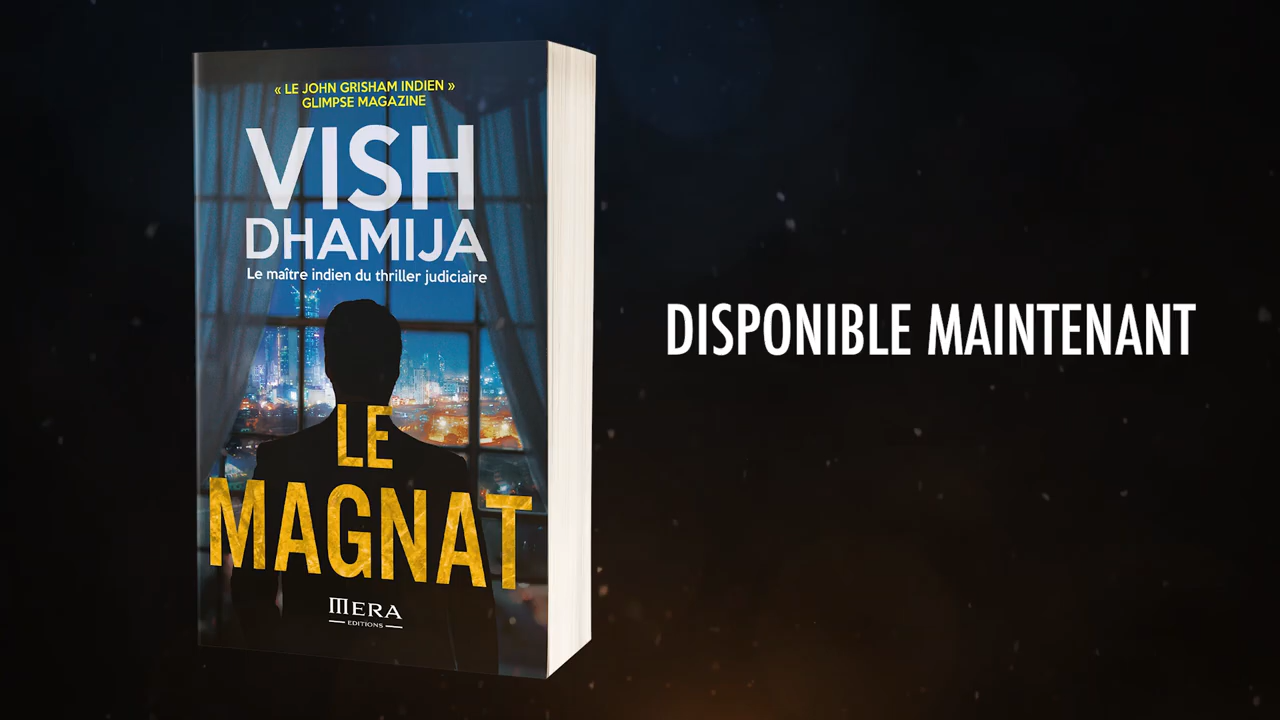 « LE JOHN GRISHAM INDIEN »
GLIMPSE MAGAZINE
VISH
DHAMIJA
Le maître indien du thriller judiciaire
LE
MAGNAT
MERA
EDITIONS
DISPONIBLE MAINTENANT